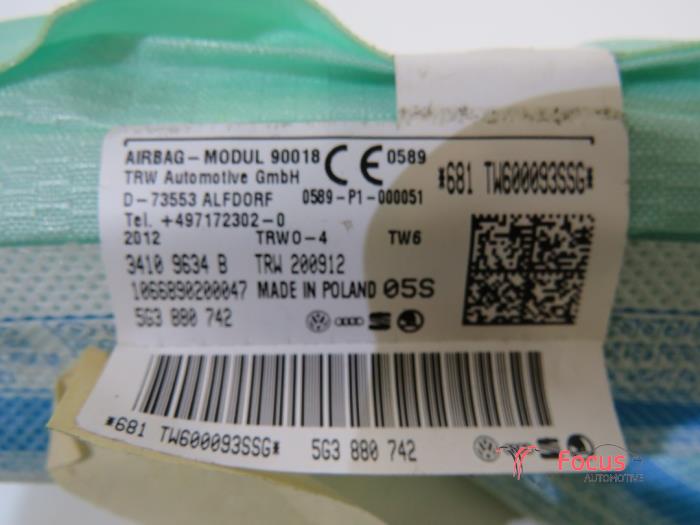 AIRBAG-MODUL 90018 CE 0589
TRW Automotive GmbH
D-73553 ALFDORF 0589-P1-000051
Tel. +497172302-0
2012 TRWO-4 TW6
3410 9634 B TRW 200912
1066890200047 MADE IN POLAND 05S
5G3 880 742
*681 TW600093SSG*
*681 TW600093SSG* 5G3 880 742
Focus
AUTOMOTIVE